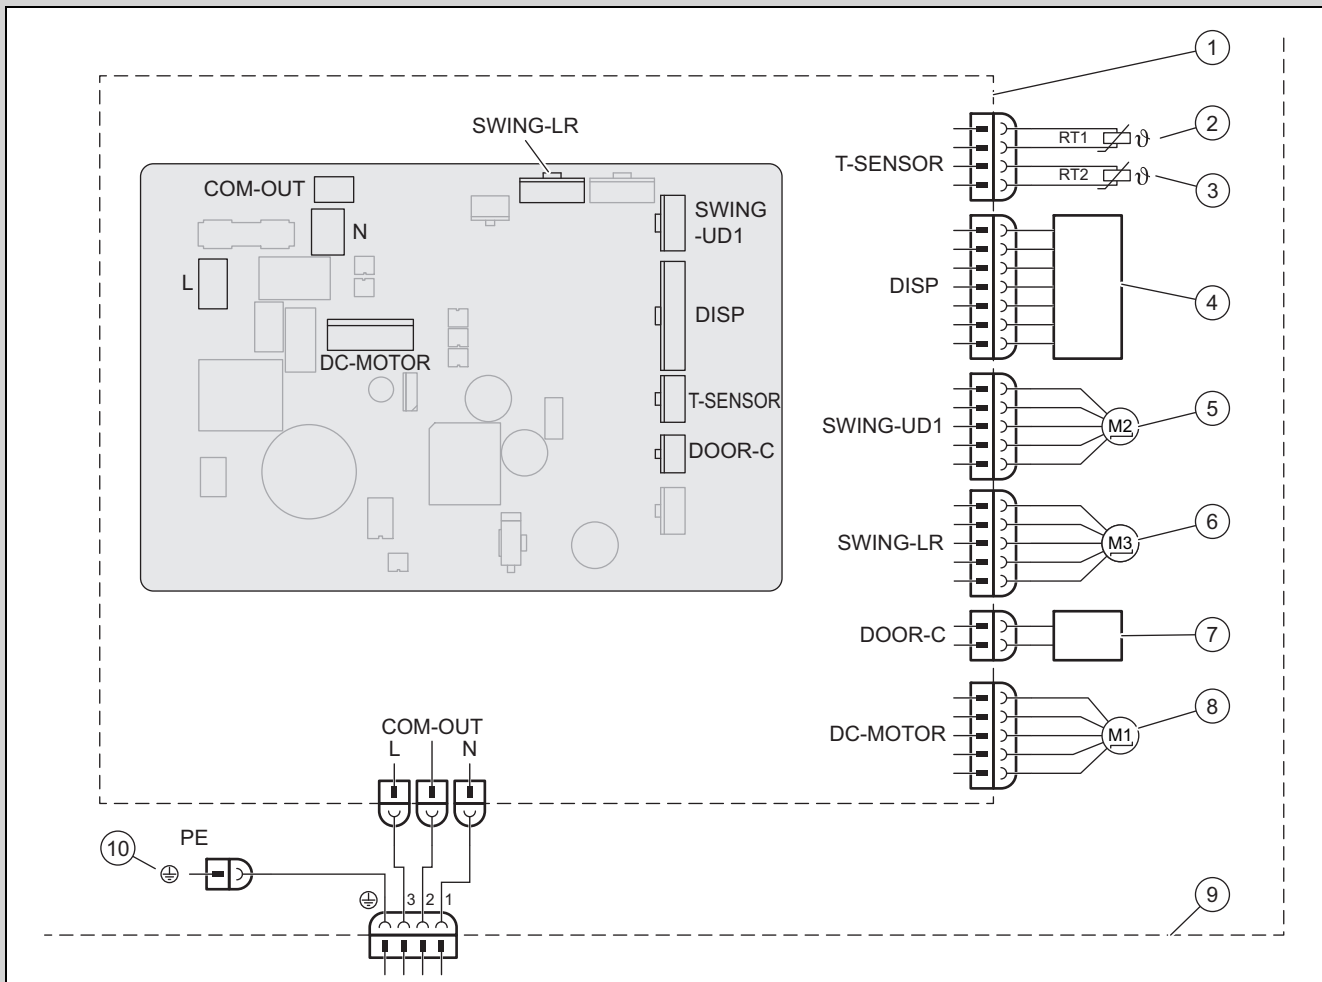 1
SWING-LR
2
RT1 ϑ
T-SENSOR
COM-OUT
RT2 ϑ
3
SWING
-UD1
N
L
DISP
4
DISP
DC-MOTOR
T-SENSOR
5
SWING-UD1
M2
DOOR-C
6
SWING-LR
M3
DOOR-C
7
8
DC-MOTOR
M1
COM-OUT
L N
PE
10
3 2 1
9